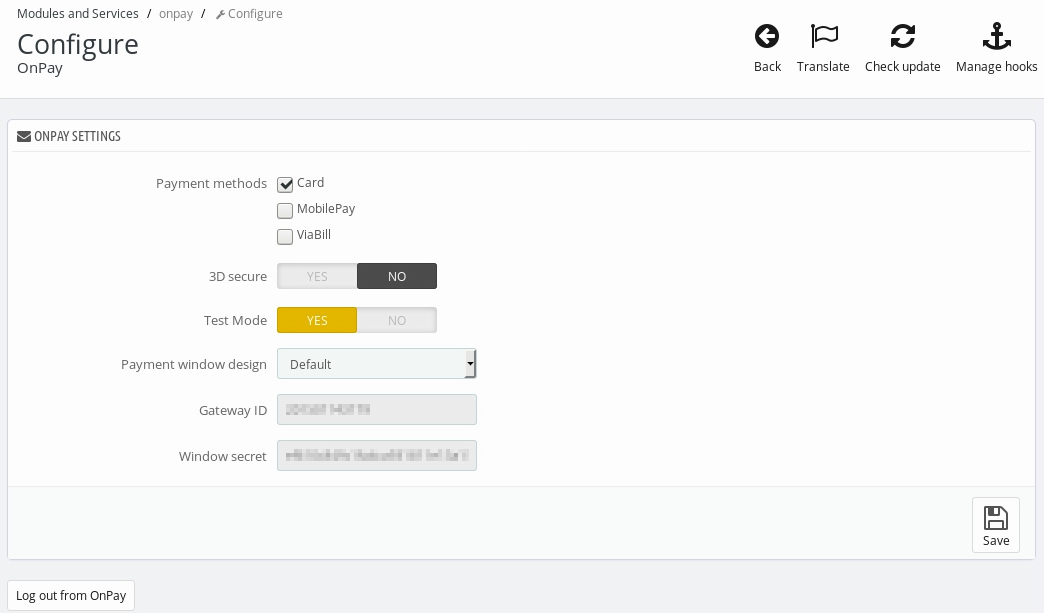 Modules and Services / onpay / Configure
Configure
OnPay
Back Translate Check update Manage hooks
ONPAY SETTINGS
Payment methods Card
MobilePay
ViaBill
3D secure YES NO
Test Mode YES NO
Payment window design Default
Gateway ID
Window secret
Save
Log out from OnPay